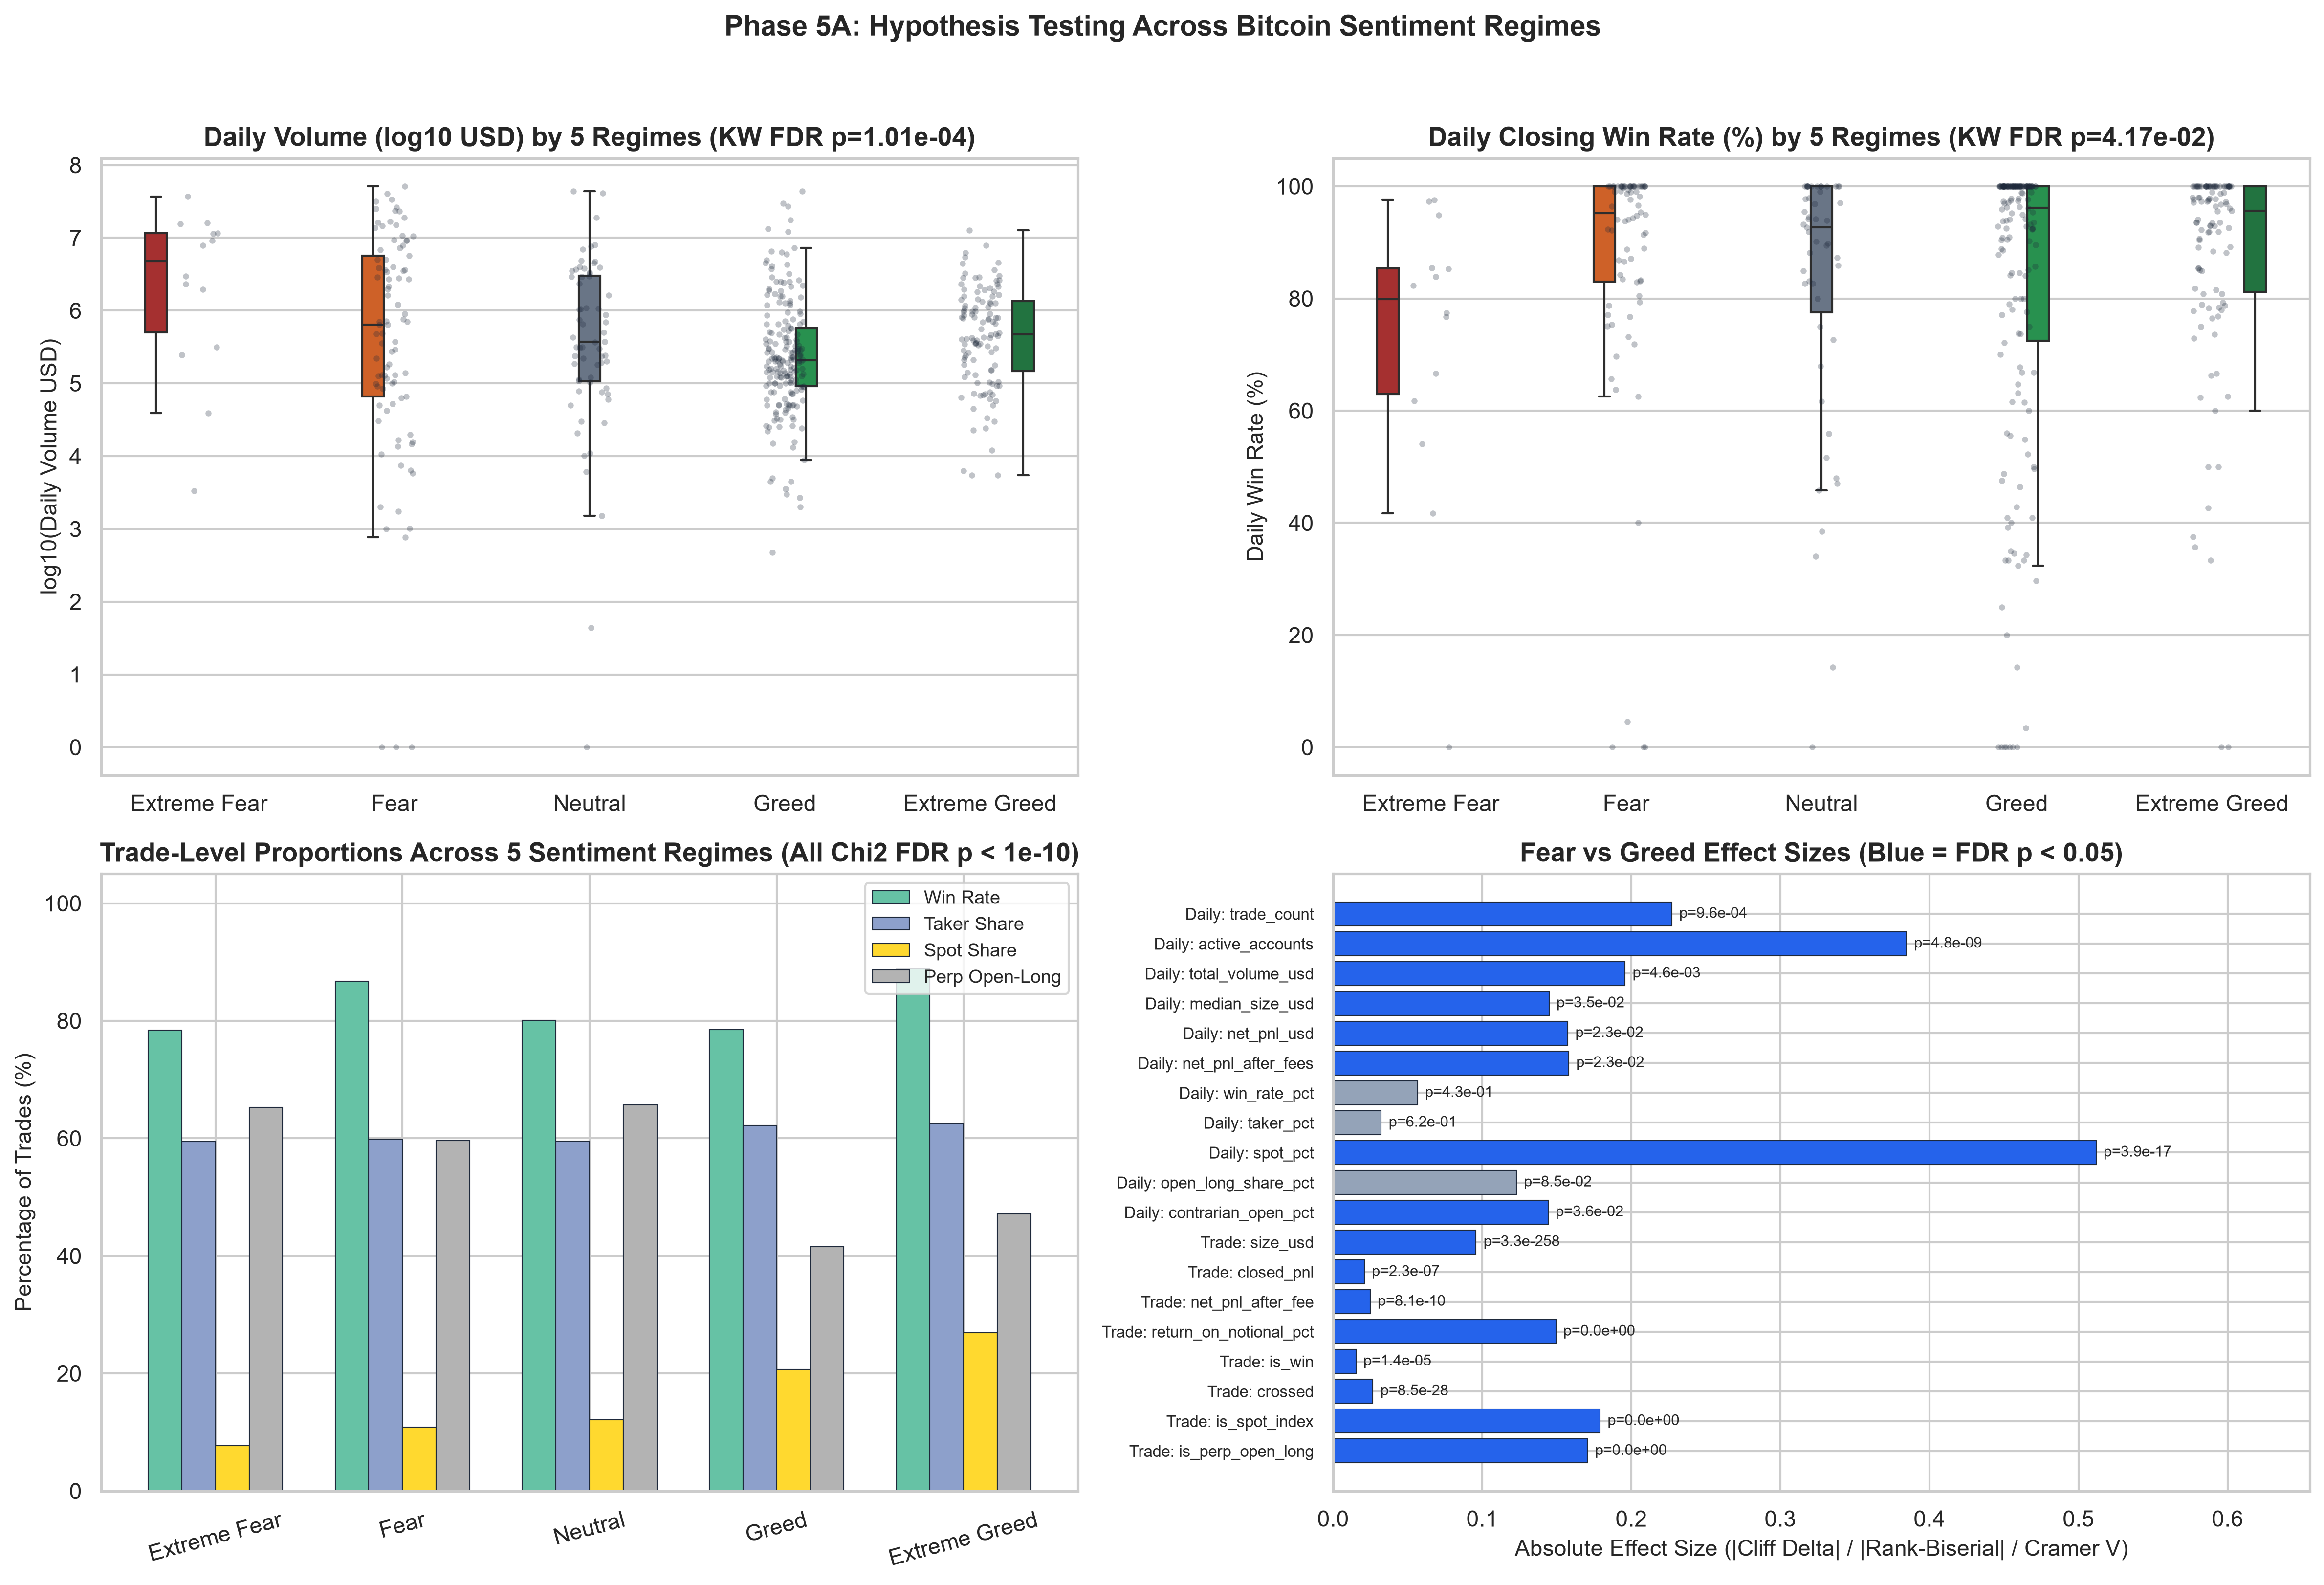 Phase 5A: Hypothesis Testing Across Bitcoin Sentiment Regimes
Daily Volume (log10 USD) by 5 Regimes (KW FDR p=1.01e-04)
log10(Daily Volume USD)
8
7
6
5
4
3
2
1
0
Extreme Fear
Fear
Neutral
Greed
Extreme Greed
Daily Closing Win Rate (%) by 5 Regimes (KW FDR p=4.17e-02)
Daily Win Rate (%)
100
80
60
40
20
0
Extreme Fear
Fear
Neutral
Greed
Extreme Greed
Trade-Level Proportions Across 5 Sentiment Regimes (All Chi2 FDR p < 1e-10)
Percentage of Trades (%)
100
80
60
40
20
0
Win Rate
Taker Share
Spot Share
Perp Open-Long
Extreme Fear
Fear
Neutral
Greed
Extreme Greed
Fear vs Greed Effect Sizes (Blue = FDR p < 0.05)
Daily: trade_count p=9.6e-04
Daily: active_accounts p=4.8e-09
Daily: total_volume_usd p=4.6e-03
Daily: median_size_usd p=3.5e-02
Daily: net_pnl_usd p=2.3e-02
Daily: net_pnl_after_fees p=2.3e-02
Daily: win_rate_pct p=4.3e-01
Daily: taker_pct p=6.2e-01
Daily: spot_pct p=3.9e-17
Daily: open_long_share_pct p=8.5e-02
Daily: contrarian_open_pct p=3.6e-02
Trade: size_usd p=3.3e-258
Trade: closed_pnl p=2.3e-07
Trade: net_pnl_after_fee p=8.1e-10
Trade: return_on_notional_pct p=0.0e+00
Trade: is_win p=1.4e-05
Trade: crossed p=8.5e-28
Trade: is_spot_index p=0.0e+00
Trade: is_perp_open_long p=0.0e+00
0.0 0.1 0.2 0.3 0.4 0.5 0.6
Absolute Effect Size (|Cliff Delta| / |Rank-Biserial| / Cramer V)